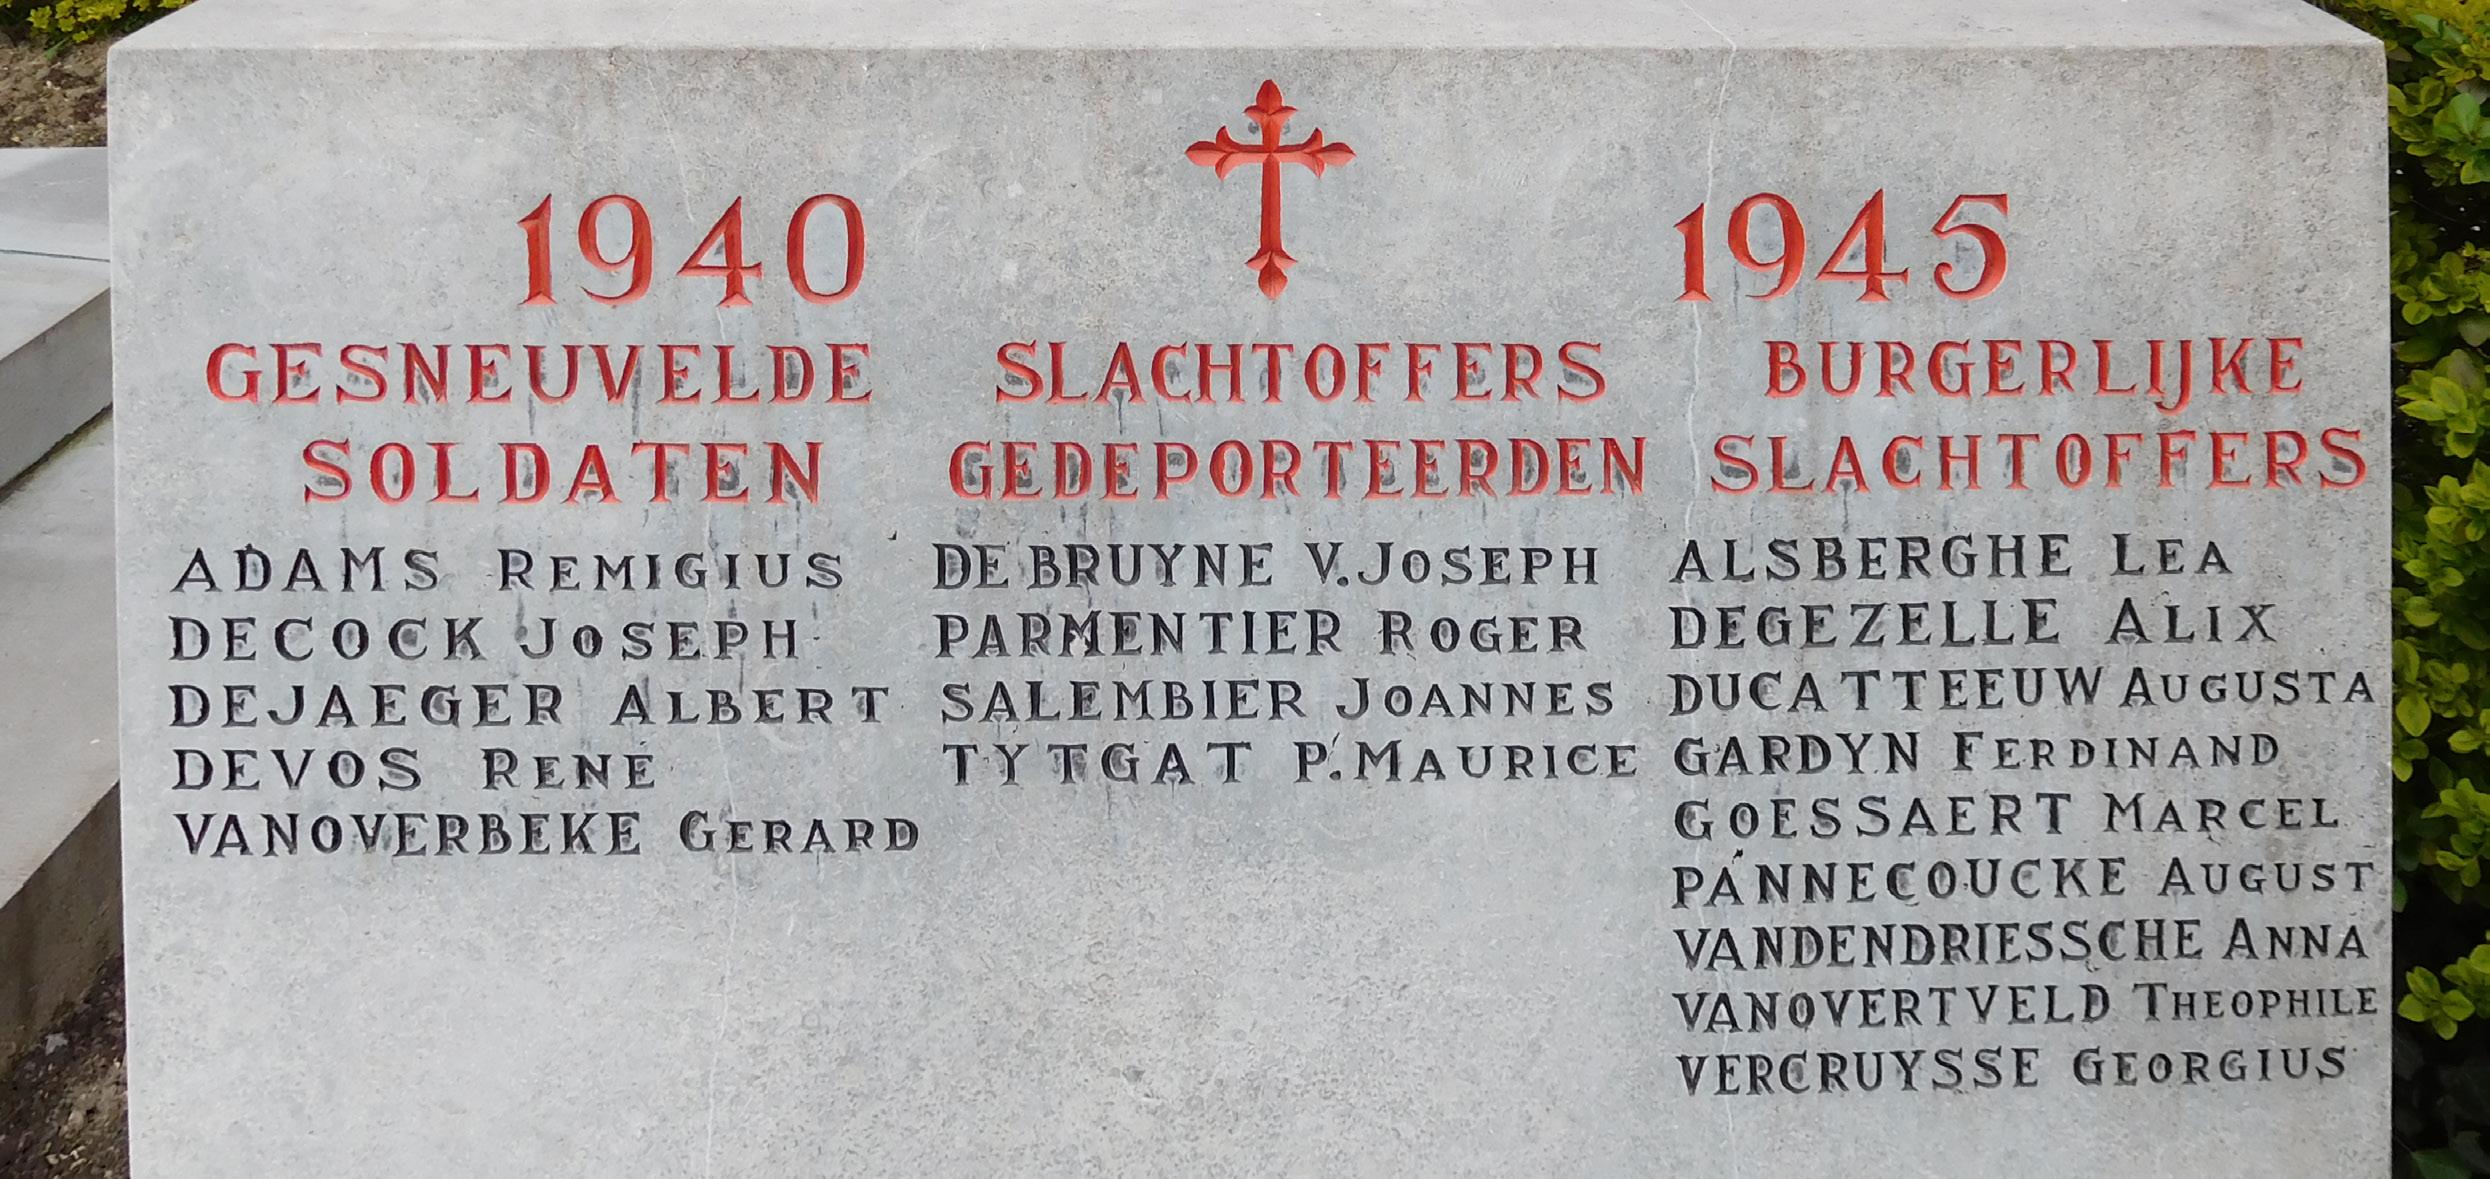 1940 1945
GESNEUVELDE
SOLDATEN
ADAMS REMIGIUS
DECOCK JOSEPH
DEJAEGER ALBERT
DEVOS RENÉ
VANOVERBEKE GERARD
SLACHTOFFERS
GEDEPORTEERDEN
DE BRUYNE V. JOSEPH
PARMENTIER ROGER
SALEMBIER JOANNES
TYTGAT P. MAURICE
BURGERLIJKE
SLACHTOFFERS
ALSBERGHE LEA
DEGEZELLE ALIX
DUCATTEEUW AUGUSTA
GARDYN FERDINAND
GOESSAERT MARCEL
PANNECOUCKE AUGUST
VANDENDRIESSCHE ANNA
VANOVERTVELD THEOPHILE
VERCRUYSSE GEORGIUS